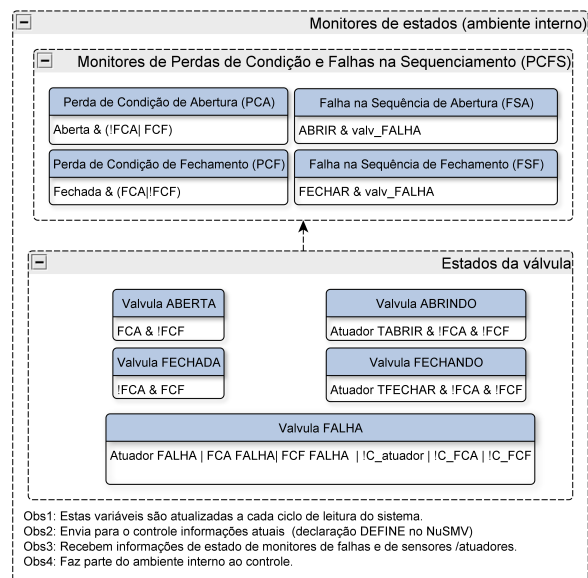 Monitores de estados (ambiente interno)
Monitores de Perdas de Condição e Falhas na Sequenciamento (PCFS)
Perda de Condição de Abertura (PCA)
Aberta & (!FCA| FCF)
Falha na Sequência de Abertura (FSA)
ABRIR & valv_FALHA
Perda de Condição de Fechamento (PCF)
Fechada & (FCA|!FCF)
Falha na Sequência de Fechamento (FSF)
FECHAR & valv_FALHA
Estados da válvula
Valvula ABERTA
FCA & !FCF
Valvula ABRINDO
Atuador TABRIR & !FCA & !FCF
Valvula FECHADA
!FCA & FCF
Valvula FECHANDO
Atuador TFECHAR & !FCA & !FCF
Valvula FALHA
Atuador FALHA | FCA FALHA| FCF FALHA | !C_atuador | !C_FCA | !C_FCF
Obs1: Estas variáveis são atualizadas a cada ciclo de leitura do sistema.
Obs2: Envia para o controle informações atuais (declaração DEFINE no NuSMV)
Obs3: Recebem informações de estado de monitores de falhas e de sensores /atuadores.
Obs4: Faz parte do ambiente interno ao controle.